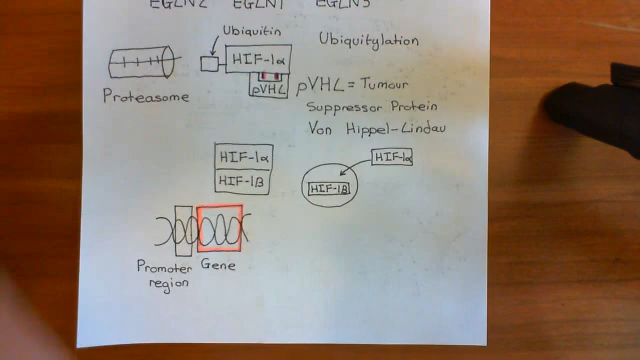 EGLN2 EGLN1 EGLN3
Ubiquitin
Ubiquitylation
HIF-1α
Proteasome
pVHL
pVHL = Tumour
Suppressor Protein
Von Hippel-Lindau
HIF-1α
HIF-1β
HIF-1α
HIF-1β
Promoter
region
Gene